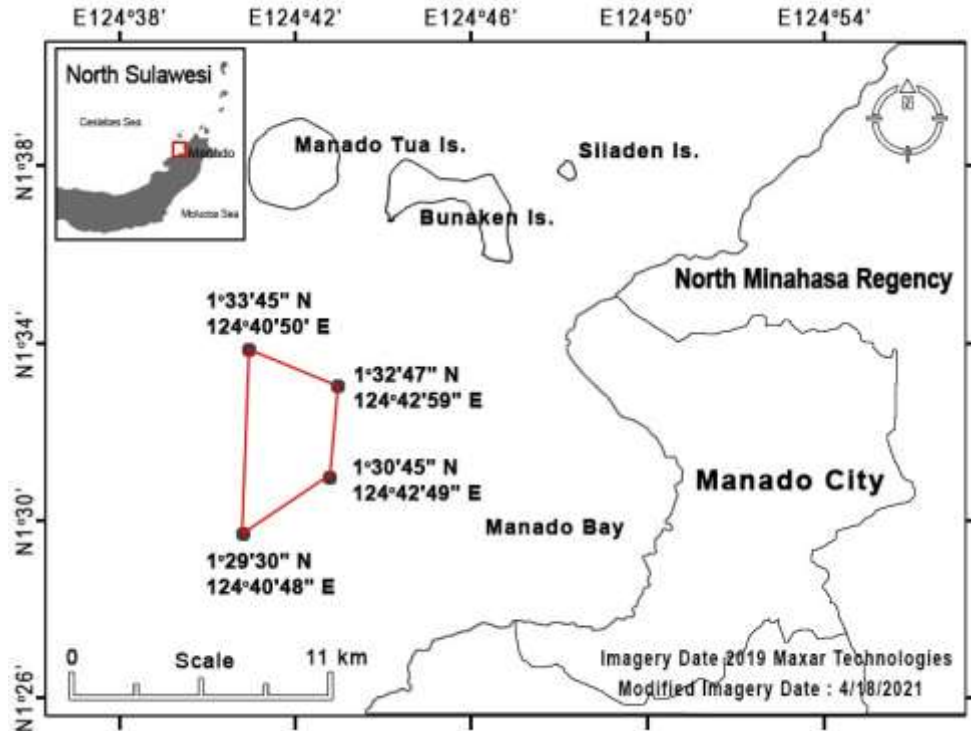 E124°38' E124°42' E124°46' E124°50' E124°54'
North Sulawesi
Celebes Sea
Manado
Molucca Sea
N
Manado Tua Is.
Siladen Is.
Bunaken Is.
N1°38'
North Minahasa Regency
1°33'45" N
124°40'50' E
N1°34'
1°32'47" N
124°42'59" E
1°30'45" N
124°42'49" E
Manado City
N1°30'
Manado Bay
1°29'30" N
124°40'48" E
0 Scale 11 km
Imagery Date 2019 Maxar Technologies
Modified Imagery Date : 4/18/2021
N1°26'